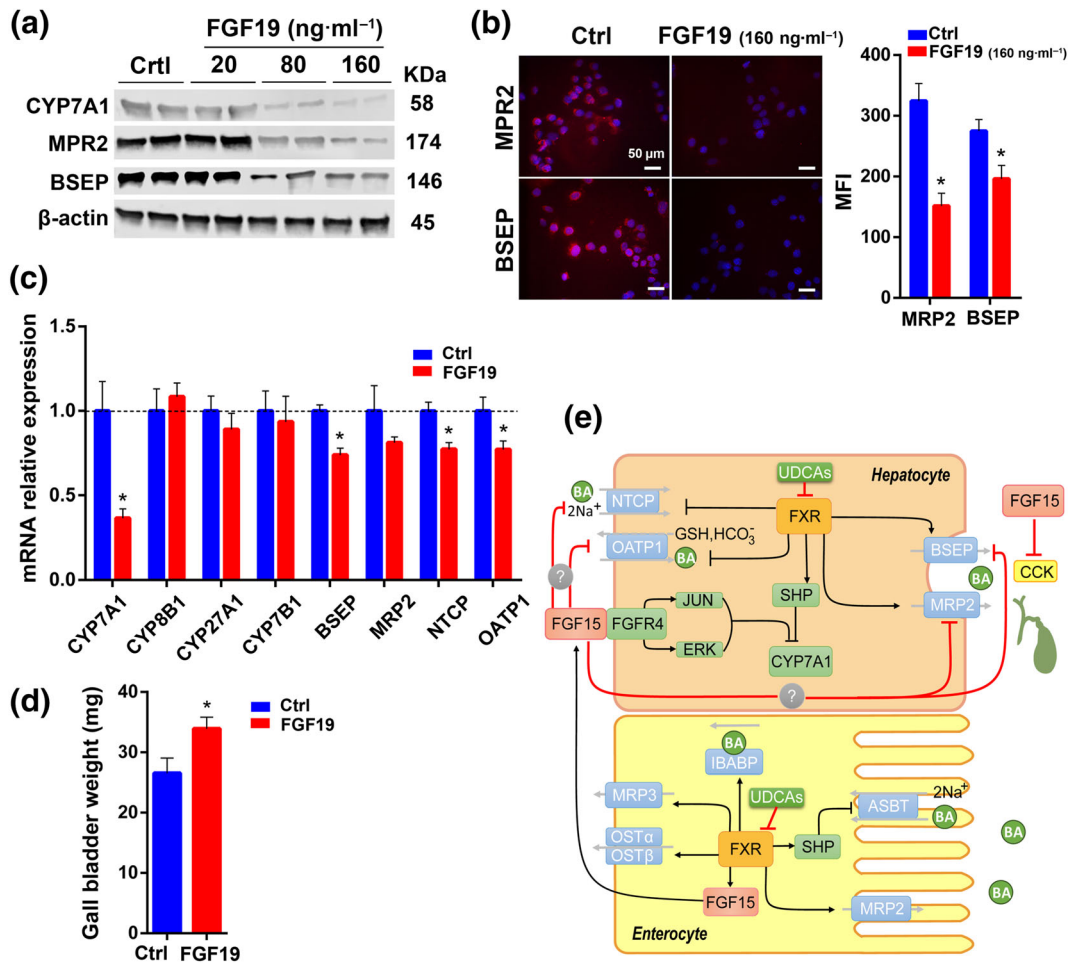 (a)
FGF19 (ng·ml⁻¹)
Crtl 20 80 160 KDa
CYP7A1 58
MPR2 174
BSEP 146
β-actin 45
(b)
Ctrl FGF19 (160 ng·ml⁻¹)
MPR2
50 µm
BSEP
Ctrl
FGF19 (160 ng·ml⁻¹)
MFI
400
300
200
100
0
* *
MRP2 BSEP
(c)
mRNA relative expression
1.5
1.0
0.5
0.0
Ctrl
FGF19
* * * *
CYP7A1 CYP8B1 CYP27A1 CYP7B1 BSEP MRP2 NTCP OATP1
(d)
Gall bladder weight (mg)
60
40
20
0
*
Ctrl
FGF19
Ctrl FGF19
(e)
Hepatocyte
UDCAs
BA
NTCP
2Na⁺
FXR
FGF15
GSH,HCO₃⁻
OATP1
BA
BSEP
CCK
BA
?
SHP
MRP2
JUN
FGF15 FGFR4
ERK
CYP7A1
?
BA
IBABP
2Na⁺
MRP3
UDCAs
ASBT
BA
BA
OSTα
OSTβ
FXR
SHP
BA
FGF15
MRP2
Enterocyte